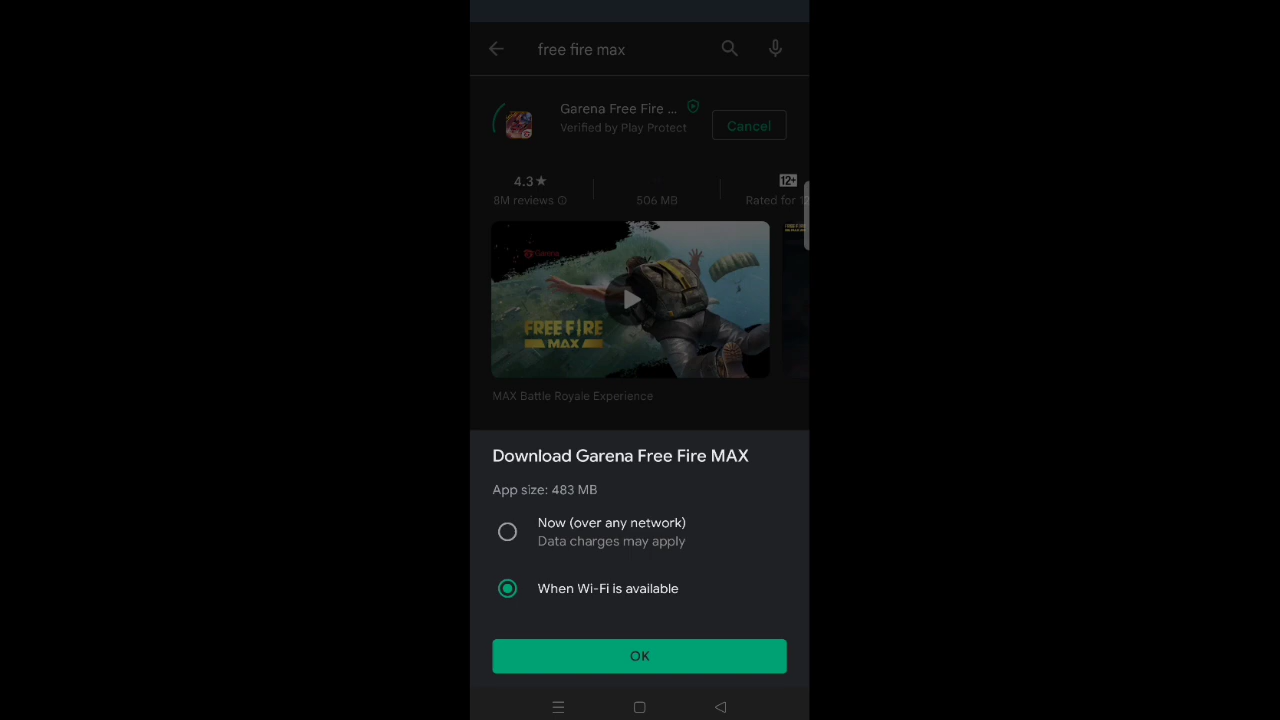 free fire max
Garena Free Fire ...
Verified by Play Protect
Cancel
4.3★
8M reviews
506 MB
12+
Rated for 12
Garena
FREE FIRE
MAX
MAX Battle Royale Experience
Download Garena Free Fire MAX
App size: 483 MB
Now (over any network)
Data charges may apply
When Wi-Fi is available
OK